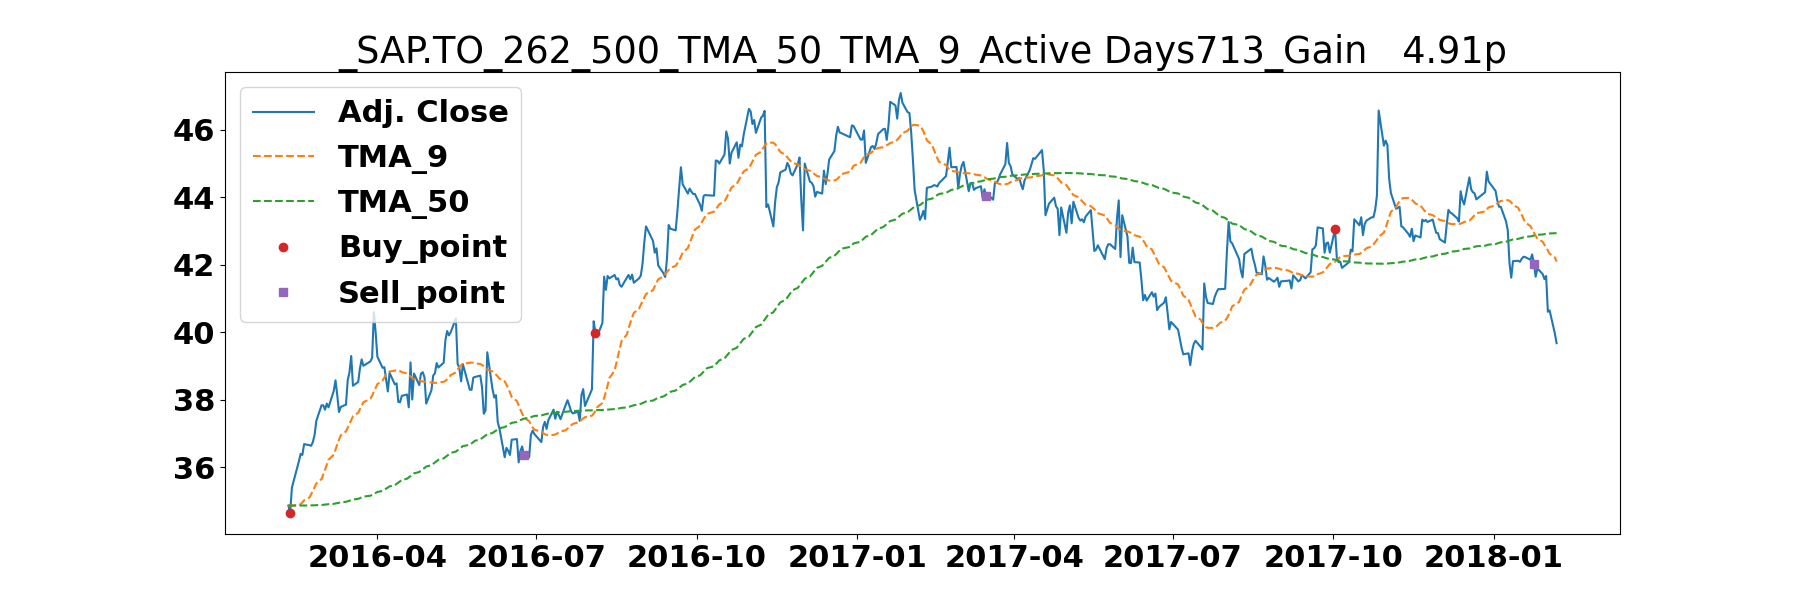 _SAP.TO_262_500_TMA_50_TMA_9_Active Days713_Gain   4.91p
Adj. Close
TMA_9
TMA_50
Buy_point
Sell_point
46
44
42
40
38
36
2016-04 2016-07 2016-10 2017-01 2017-04 2017-07 2017-10 2018-01